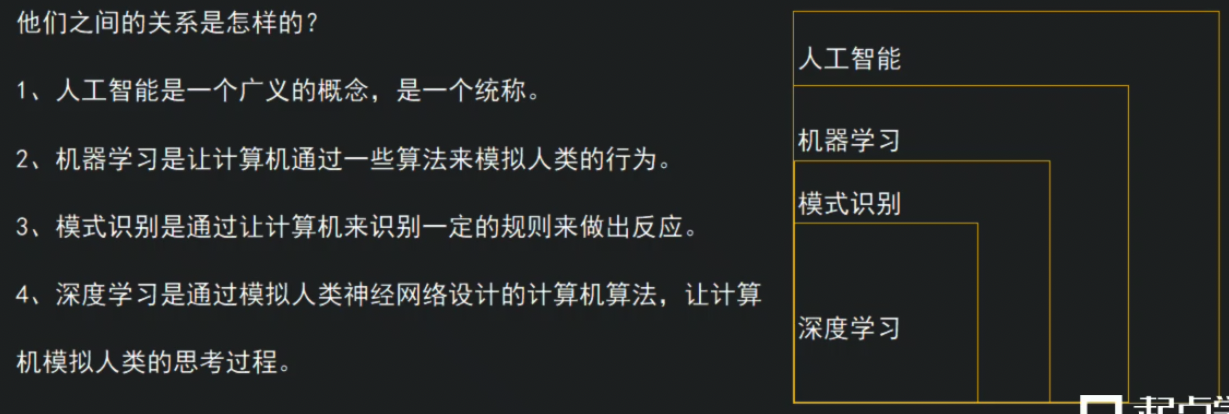 他们之间的关系是怎样的?
1、人工智能是一个广义的概念，是一个统称。
2、机器学习是让计算机通过一些算法来模拟人类的行为。
3、模式识别是通过让计算机来识别一定的规则来做出反应。
4、深度学习是通过模拟人类神经网络设计的计算机算法，让计算
机模拟人类的思考过程。
人工智能
机器学习
模式识别
深度学习
起点学